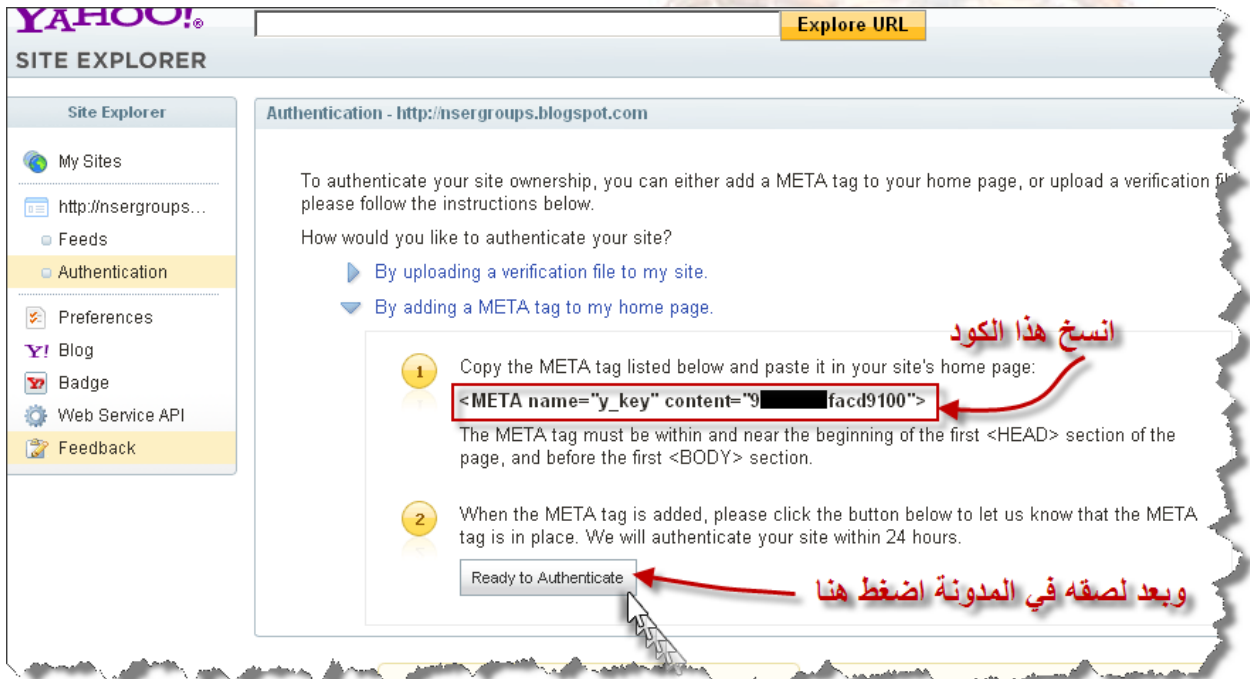 YAHOO!®
Explore URL
SITE EXPLORER
Site Explorer
My Sites
http://nsergroups...
Feeds
Authentication
Preferences
Y! Blog
Badge
Web Service API
Feedback
Authentication - http://nsergroups.blogspot.com
To authenticate your site ownership, you can either add a META tag to your home page, or upload a verification
please follow the instructions below.
How would you like to authenticate your site?
By uploading a verification file to my site.
By adding a META tag to my home page.
انسخ هذا الكود
1
Copy the META tag listed below and paste it in your site's home page:
<META name="y_key" content="9 facd9100">
The META tag must be within and near the beginning of the first <HEAD> section of the
page, and before the first <BODY> section.
2
When the META tag is added, please click the button below to let us know that the META
tag is in place. We will authenticate your site within 24 hours.
Ready to Authenticate
وبعد لصقه في المدونة اضغط هنا